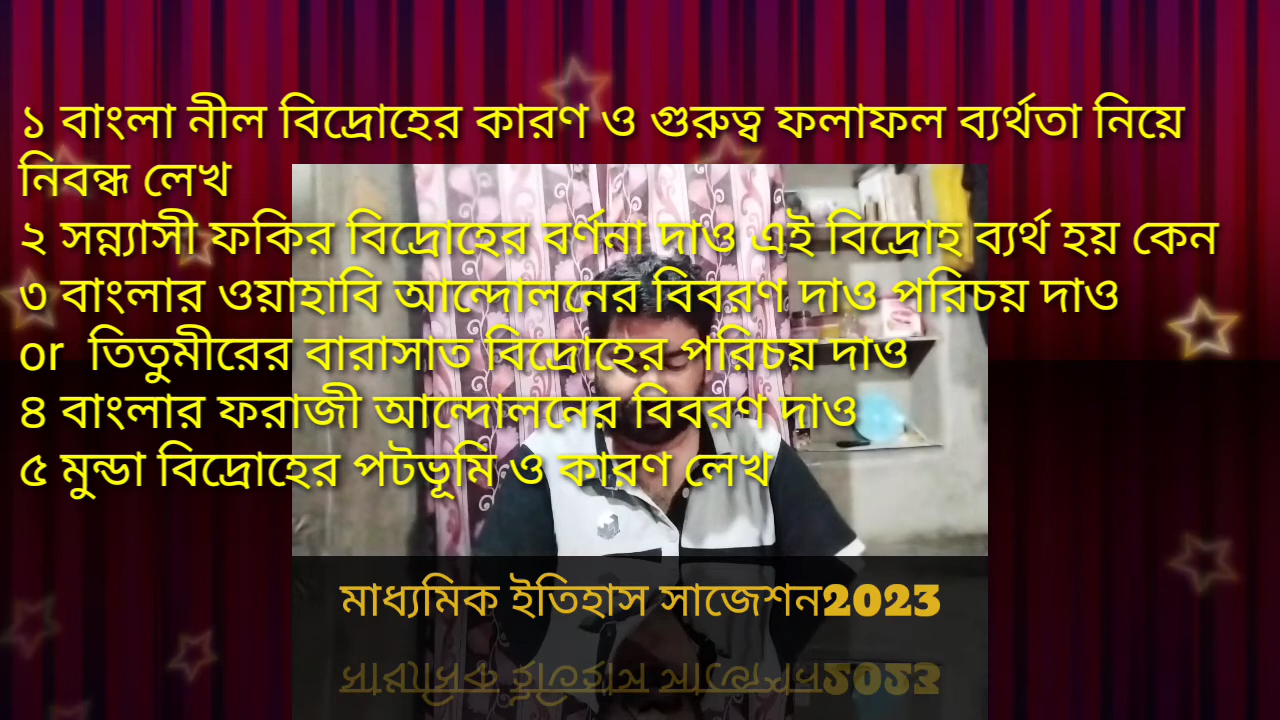 ১ বাংলা নীল বিদ্রোহের কারণ ও গুরুত্ব ফলাফল ব্যর্থতা নিয়ে
নিবন্ধ লেখ
২ সন্ন্যাসী ফকির বিদ্রোহের বর্ণনা দাও এই বিদ্রোহ ব্যর্থ হয় কেন
৩ বাংলার ওয়াহাবি আন্দোলনের বিবরণ দাও পরিচয় দাও
or তিতুমীরের বারাসাত বিদ্রোহের পরিচয় দাও
৪ বাংলার ফরাজী আন্দোলনের বিবরণ দাও
৫ মুন্ডা বিদ্রোহের পটভূমি ও কারণ লেখ
মাধ্যমিক ইতিহাস সাজেশন2023